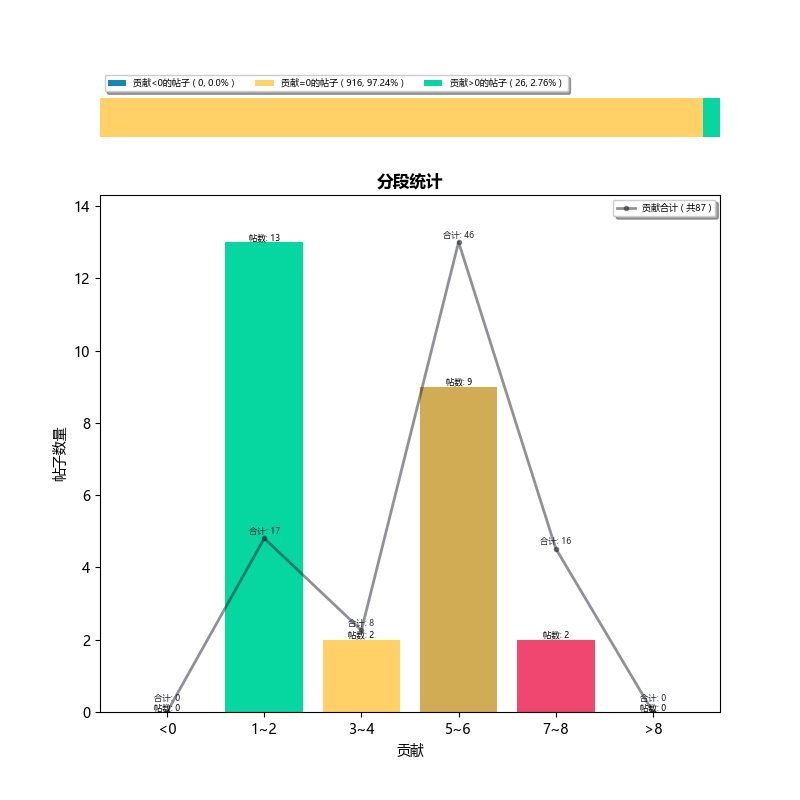 贡献<0的帖子 ( 0, 0.0% ) 贡献=0的帖子 ( 916, 97.24% ) 贡献>0的帖子 ( 26, 2.76% )
分段统计
贡献合计 ( 共87 )
14
12
10
8
6
4
2
0
帖子数量
帖数: 13
合计: 46
帖数: 9
合计: 17
合计: 16
合计: 8
帖数: 2
帖数: 2
合计: 0
帖数: 0
合计: 0
帖数: 0
<0 1~2 3~4 5~6 7~8 >8
贡献